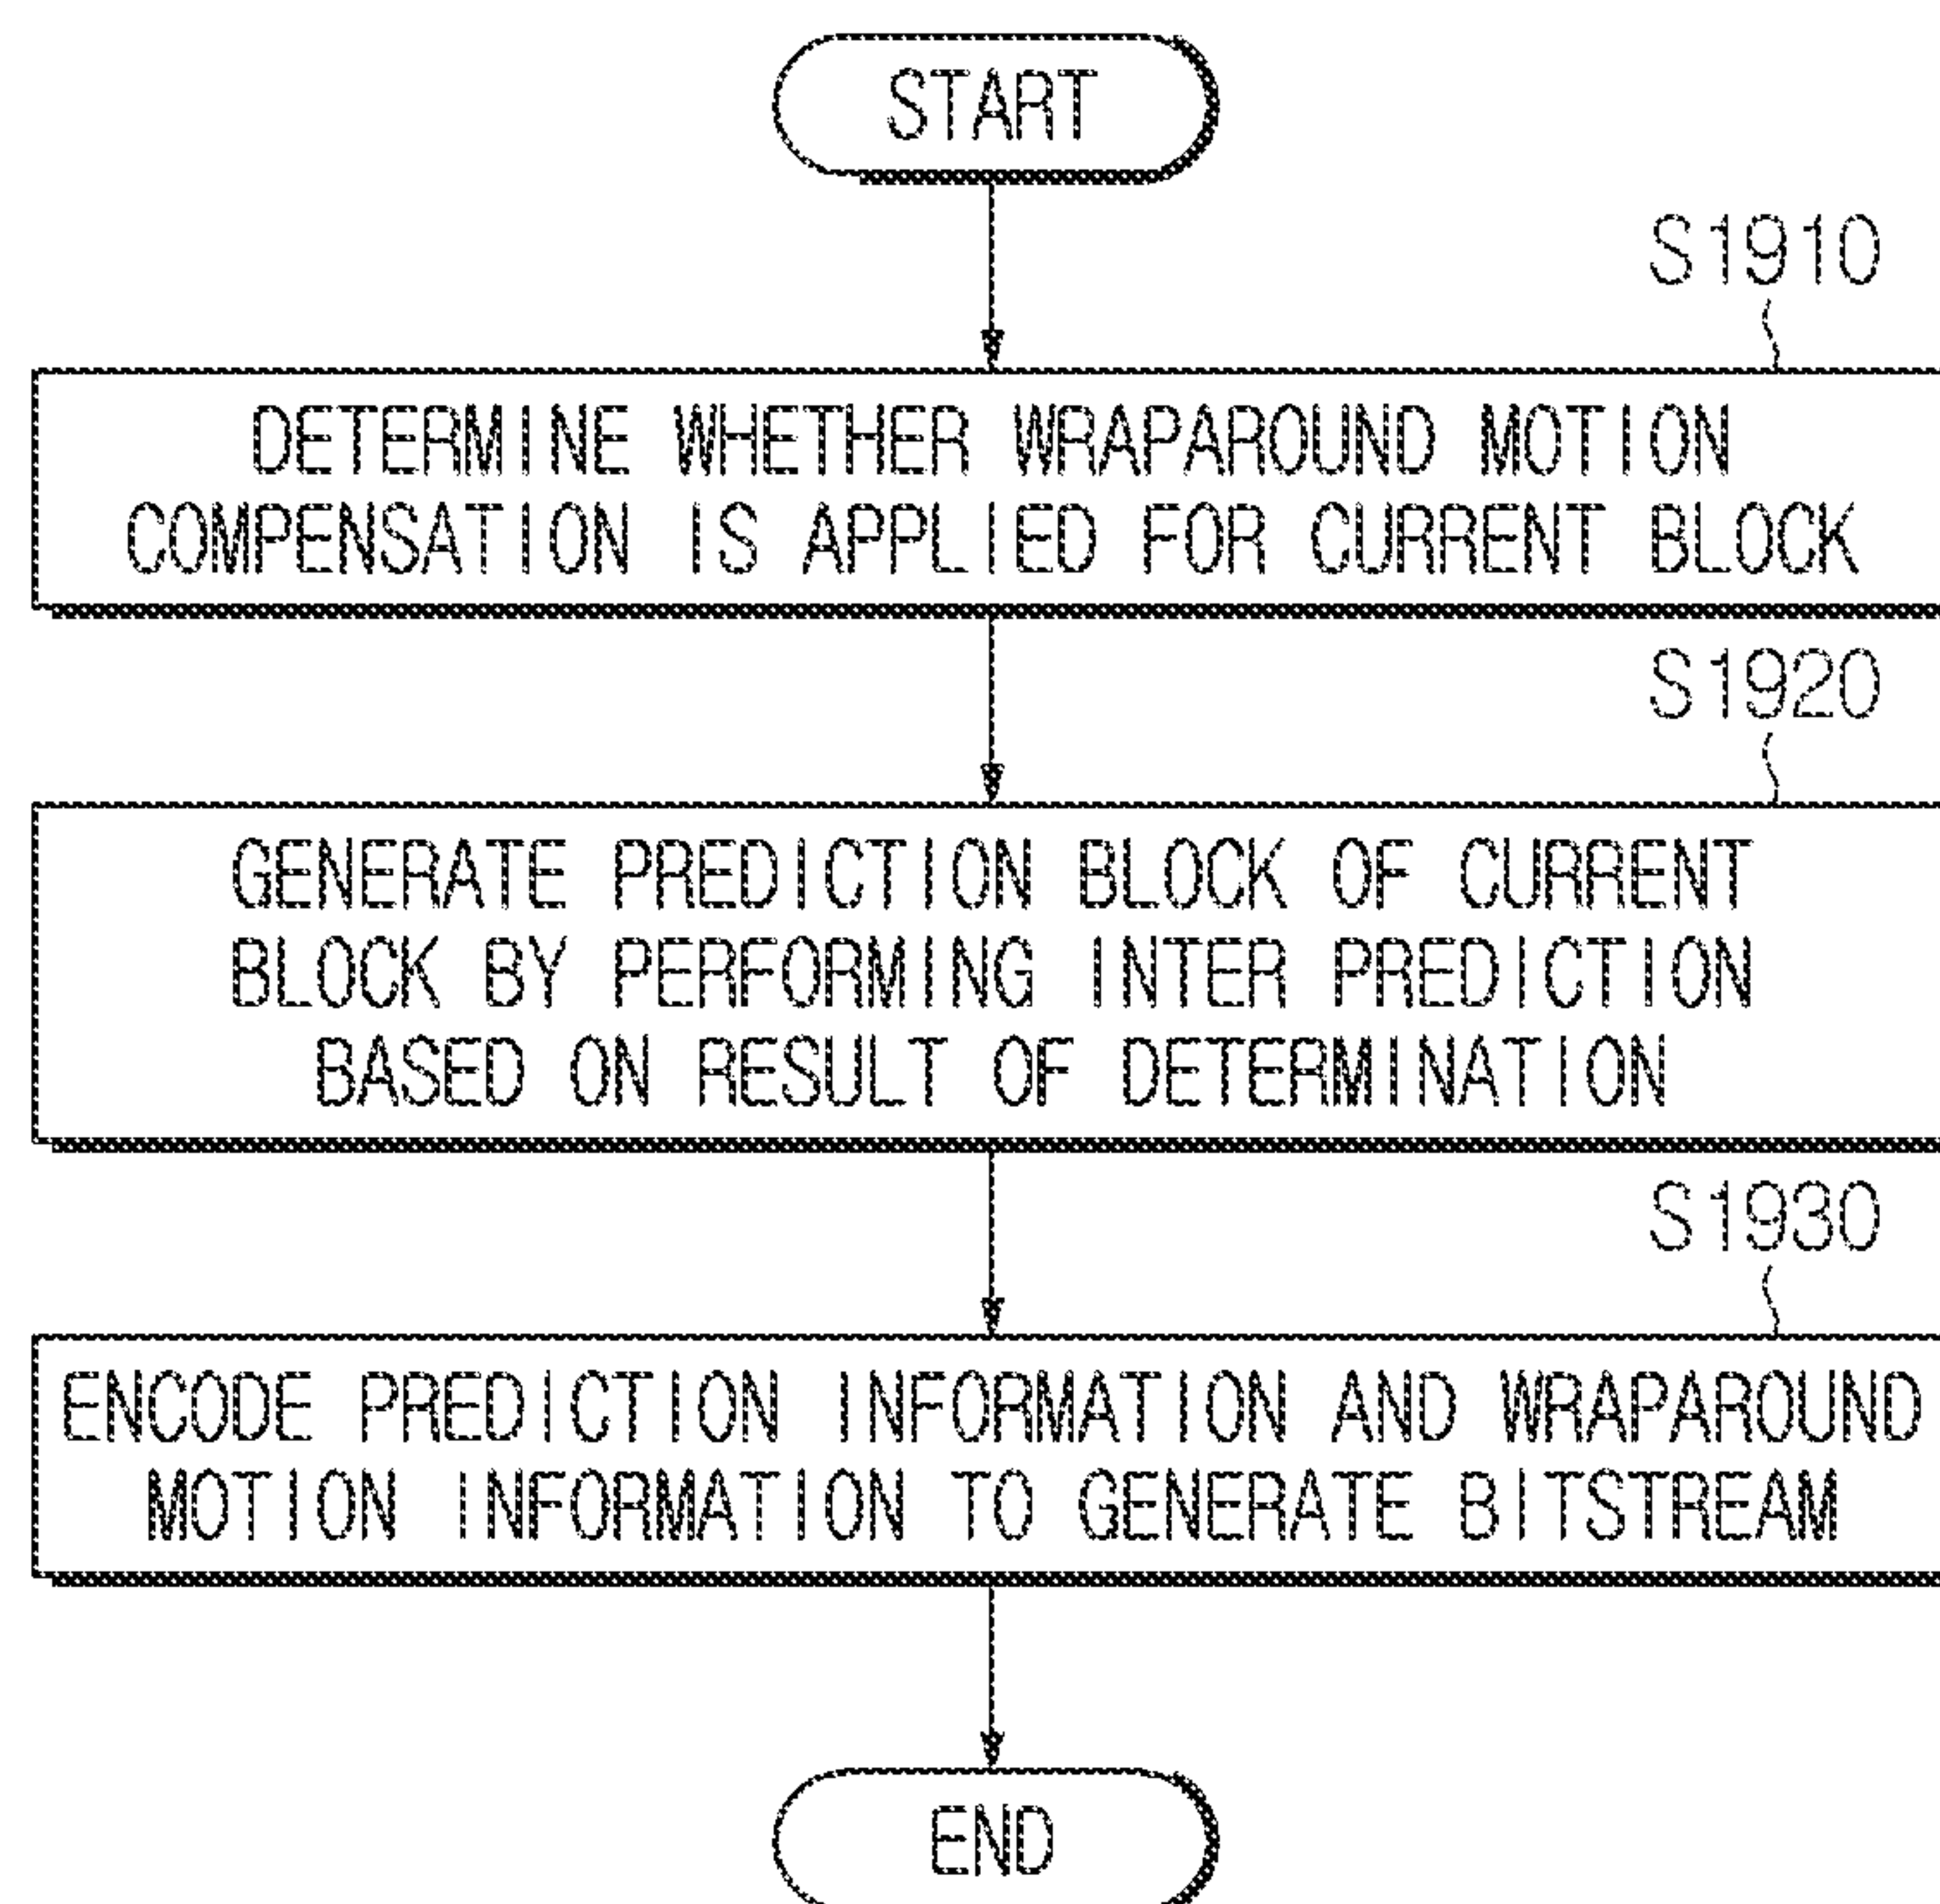 START
S1910
DETERMINE WHETHER WRAPAROUND MOTION
COMPENSATION IS APPLIED FOR CURRENT BLOCK
S1920
GENERATE PREDICTION BLOCK OF CURRENT
BLOCK BY PERFORMING INTER PREDICTION
BASED ON RESULT OF DETERMINATION
S1930
ENCODE PREDICTION INFORMATION AND WRAPAROUND
MOTION INFORMATION TO GENERATE BITSTREAM
END